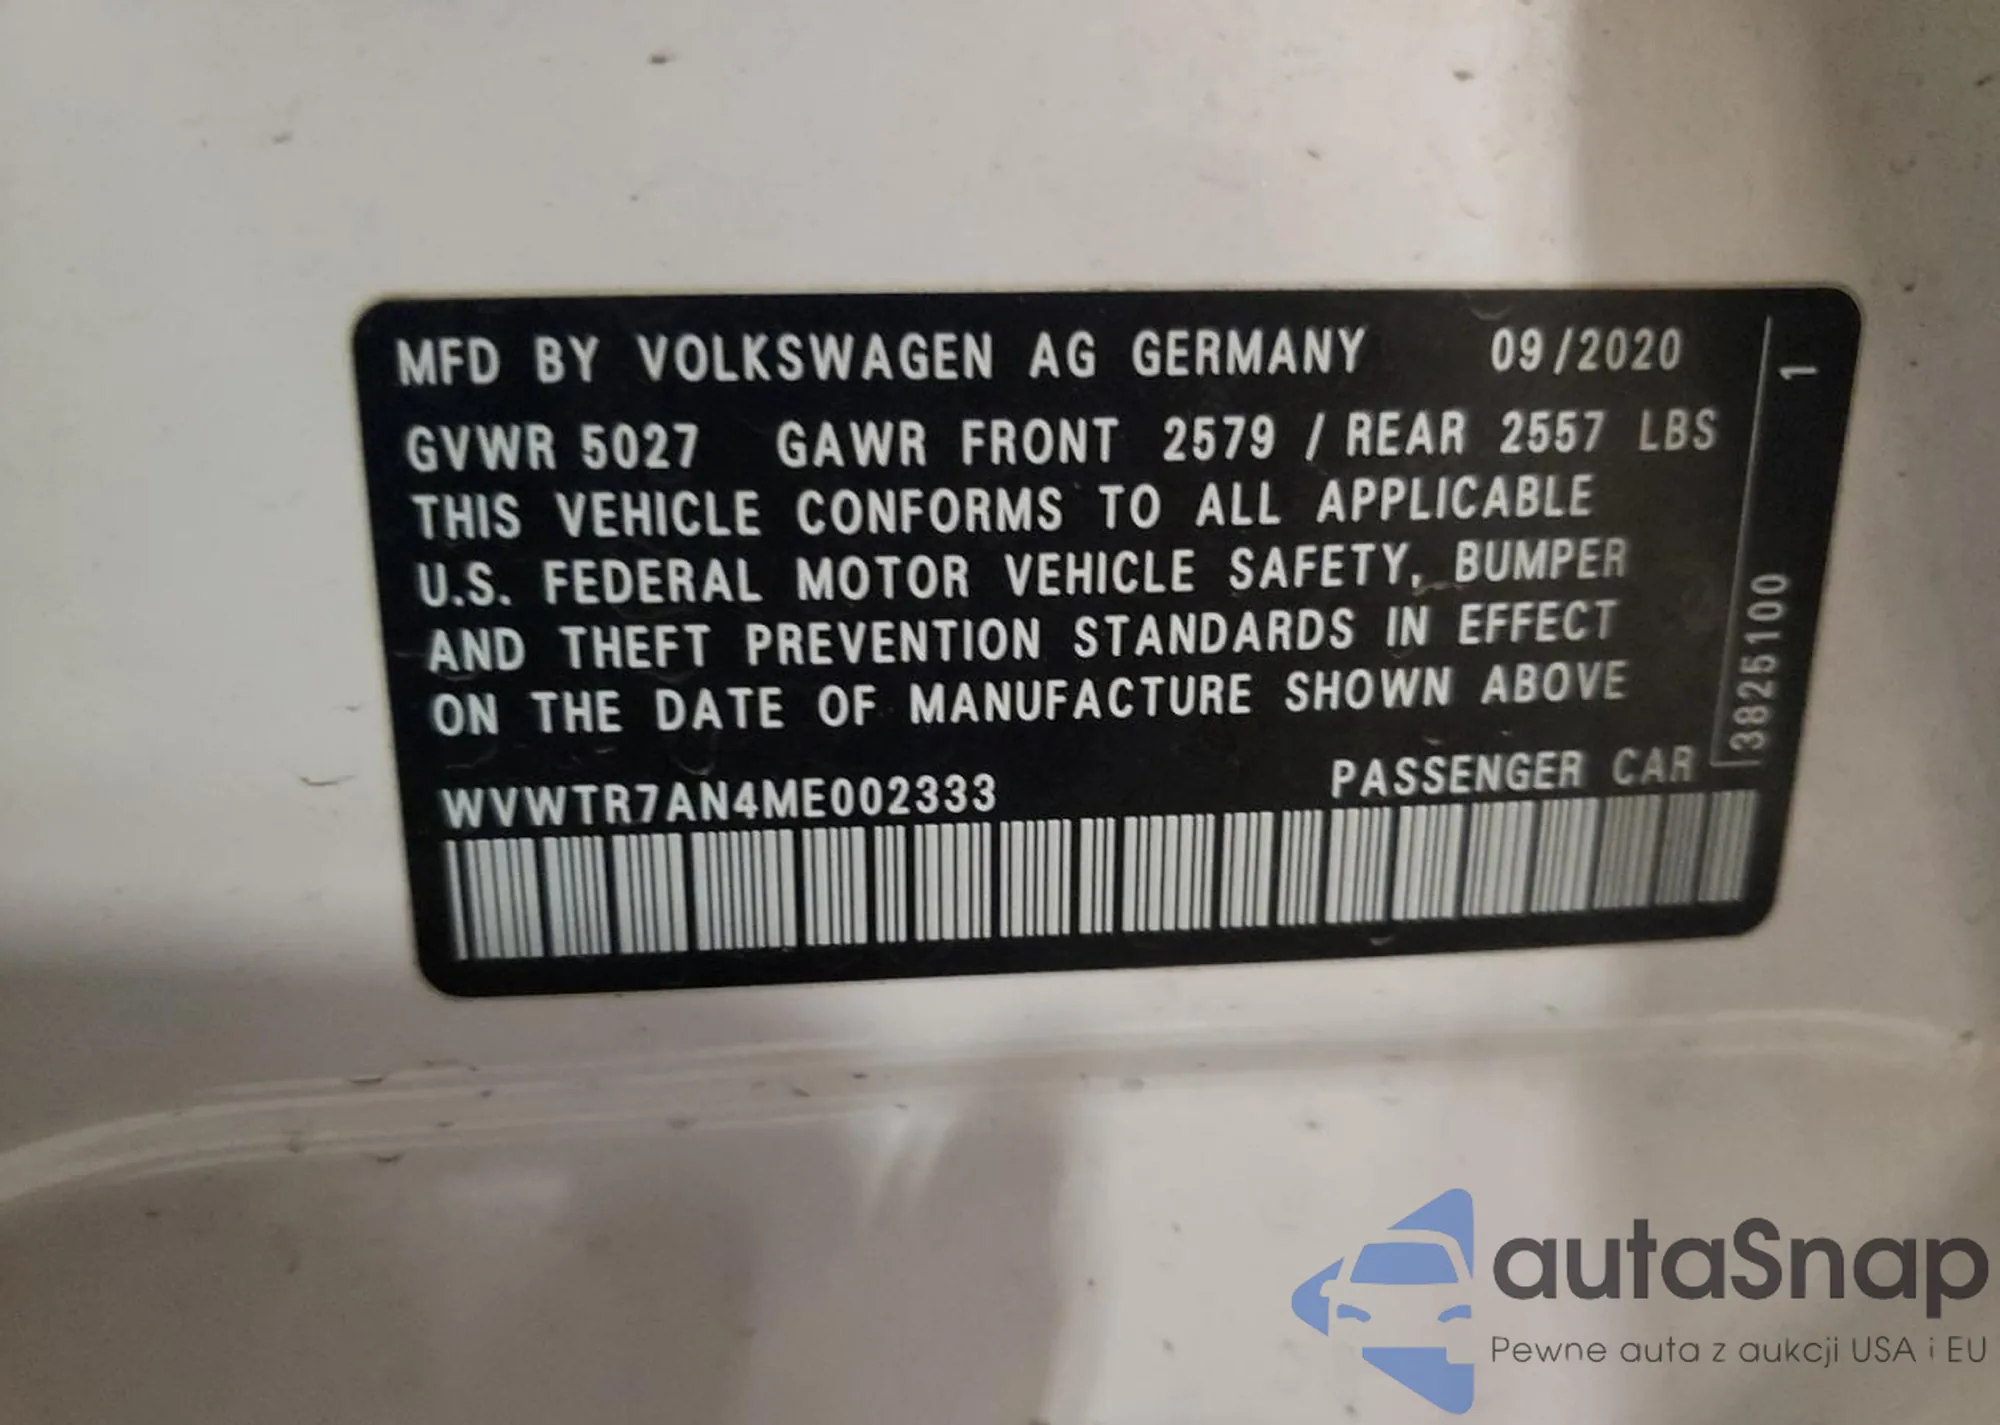 MFD BY VOLKSWAGEN AG GERMANY 09/2020
GVWR 5027 GAWR FRONT 2579 / REAR 2557 LBS
THIS VEHICLE CONFORMS TO ALL APPLICABLE
U.S. FEDERAL MOTOR VEHICLE SAFETY, BUMPER
AND THEFT PREVENTION STANDARDS IN EFFECT
ON THE DATE OF MANUFACTURE SHOWN ABOVE
WVWTR7AN4ME002333 PASSENGER CAR
3825100 1
autaSnap
Pewne auta z aukcji USA i EU